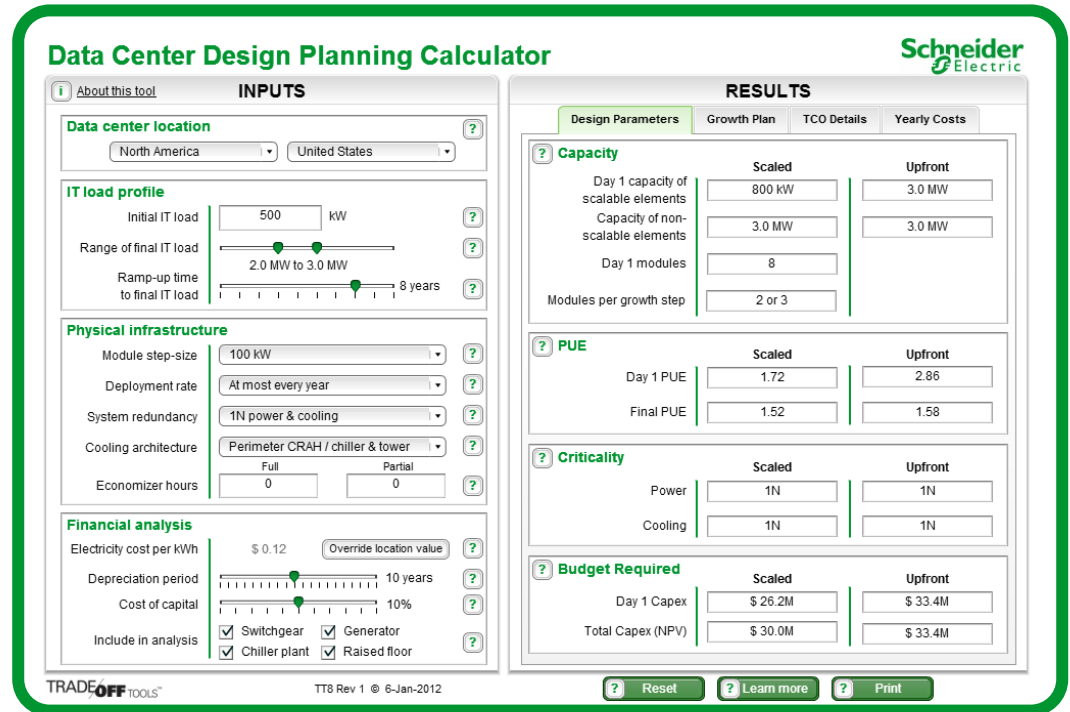 Data Center Design Planning Calculator
Schneider
Electric
i About this tool
INPUTS
Data center location
?
North America
United States
IT load profile
Initial IT load 500 kW ?
Range of final IT load ?
2.0 MW to 3.0 MW
Ramp-up time
to final IT load 8 years ?
Physical infrastructure
Module step-size 100 kW ?
Deployment rate At most every year ?
System redundancy 1N power & cooling ?
Cooling architecture Perimeter CRAH / chiller & tower ?
Full Partial
Economizer hours 0 0 ?
Financial analysis
Electricity cost per kWh $ 0.12 Override location value ?
Depreciation period 10 years ?
Cost of capital 10% ?
Include in analysis
Switchgear Generator
Chiller plant Raised floor
?
RESULTS
Design Parameters Growth Plan TCO Details Yearly Costs
? Capacity
Scaled Upfront
Day 1 capacity of
scalable elements 800 kW 3.0 MW
Capacity of non-
scalable elements 3.0 MW 3.0 MW
Day 1 modules 8
Modules per growth step 2 or 3
? PUE
Scaled Upfront
Day 1 PUE 1.72 2.86
Final PUE 1.52 1.58
? Criticality
Scaled Upfront
Power 1N 1N
Cooling 1N 1N
? Budget Required
Scaled Upfront
Day 1 Capex $ 26.2M $ 33.4M
Total Capex (NPV) $ 30.0M $ 33.4M
TRADE OFF TOOLS™
TT8 Rev 1 © 6-Jan-2012
? Reset ? Learn more ? Print